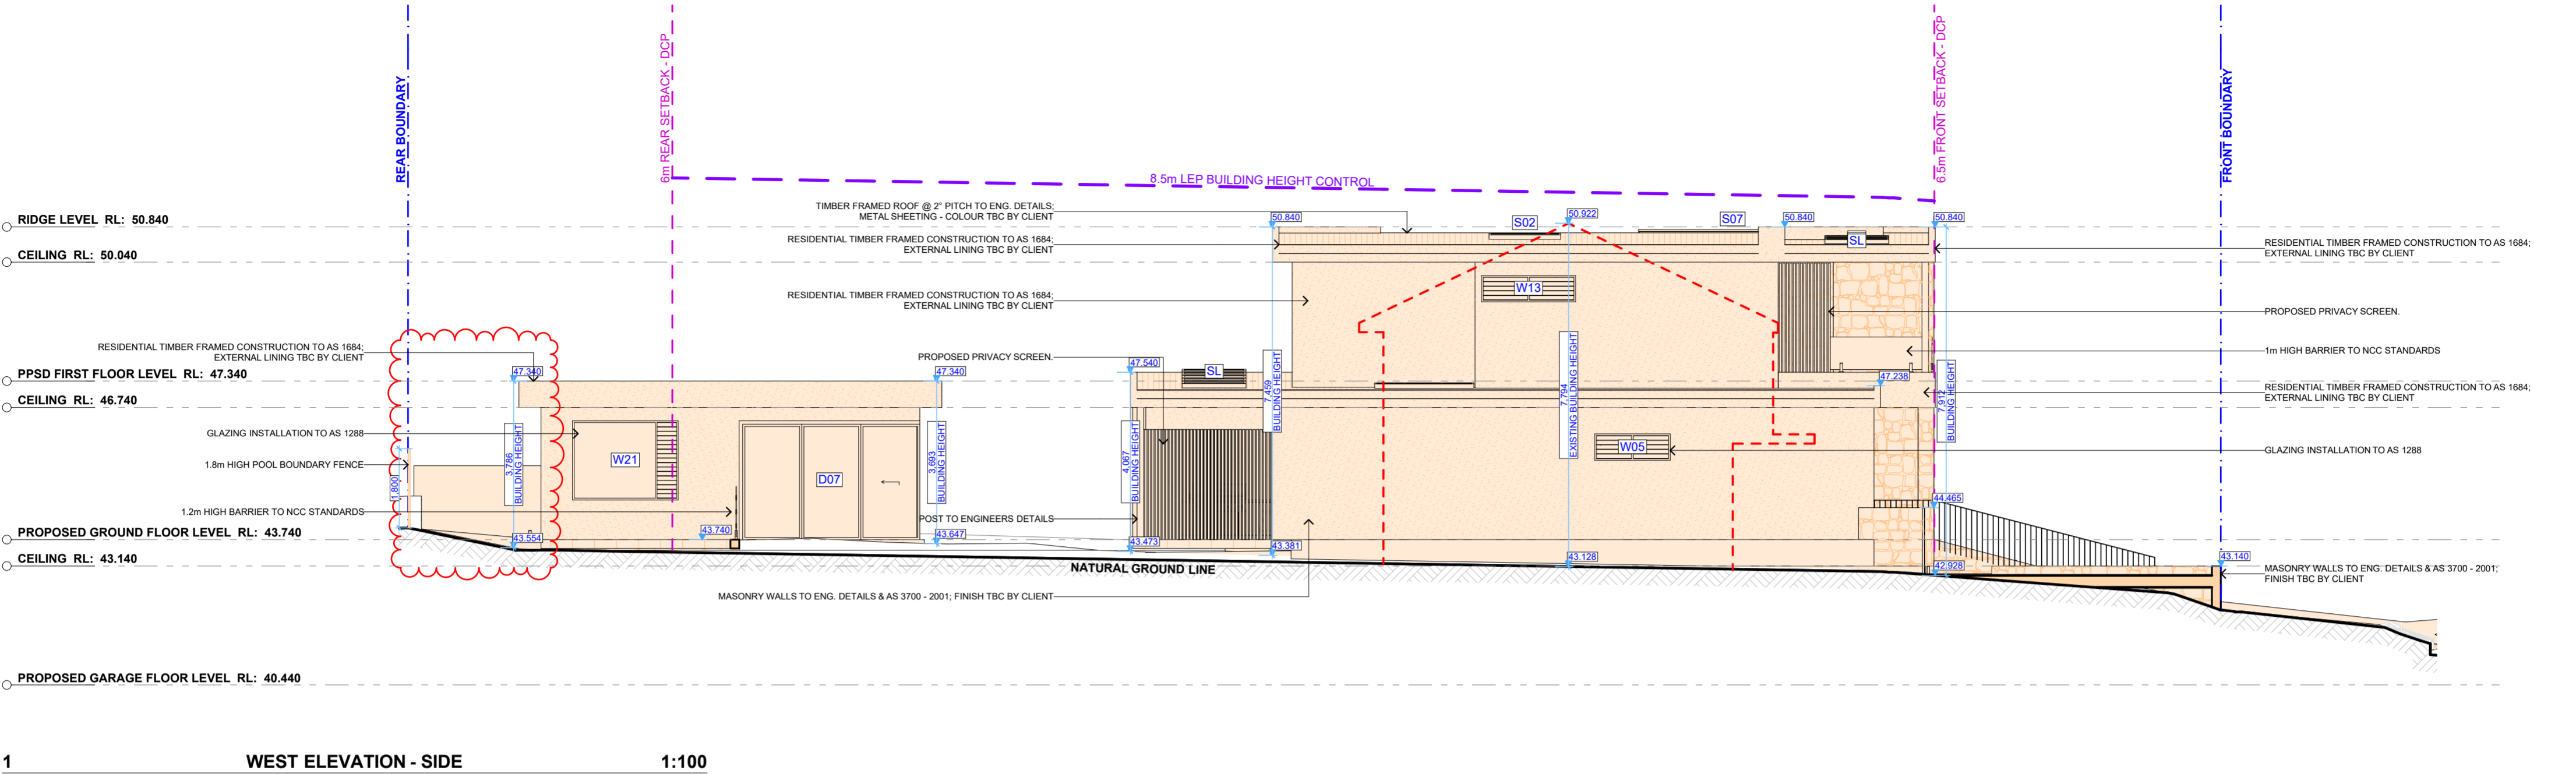 REAR BOUNDARY
6m REAR SETBACK - DCP
6.5m FRONT SETBACK - DCP
FRONT BOUNDARY
8.5m LEP BUILDING HEIGHT CONTROL
RIDGE LEVEL RL: 50.840
CEILING RL: 50.040
PPSD FIRST FLOOR LEVEL RL: 47.340
CEILING RL: 46.740
PROPOSED GROUND FLOOR LEVEL RL: 43.740
CEILING RL: 43.140
PROPOSED GARAGE FLOOR LEVEL RL: 40.440
TIMBER FRAMED ROOF @ 2° PITCH TO ENG. DETAILS;
METAL SHEETING - COLOUR TBC BY CLIENT
RESIDENTIAL TIMBER FRAMED CONSTRUCTION TO AS 1684;
EXTERNAL LINING TBC BY CLIENT
RESIDENTIAL TIMBER FRAMED CONSTRUCTION TO AS 1684;
EXTERNAL LINING TBC BY CLIENT
RESIDENTIAL TIMBER FRAMED CONSTRUCTION TO AS 1684;
EXTERNAL LINING TBC BY CLIENT
PROPOSED PRIVACY SCREEN.
GLAZING INSTALLATION TO AS 1288
1.8m HIGH POOL BOUNDARY FENCE
1.2m HIGH BARRIER TO NCC STANDARDS
POST TO ENGINEERS DETAILS
MASONRY WALLS TO ENG. DETAILS & AS 3700 - 2001; FINISH TBC BY CLIENT
NATURAL GROUND LINE
50.840
S02
50.922
S07
50.840
50.840
SL
W13
47.340
47.340
47.540
SL
47.238
W21
D07
W05
1,800
3,786
BUILDING HEIGHT
3,693
BUILDING HEIGHT
4,067
BUILDING HEIGHT
7,459
BUILDING HEIGHT
7,794
EXISTING BUILDING HEIGHT
7,912
BUILDING HEIGHT
43.554
43.740
43.647
43.473
43.381
43.128
44.465
42.928
43.140
RESIDENTIAL TIMBER FRAMED CONSTRUCTION TO AS 1684;
EXTERNAL LINING TBC BY CLIENT
PROPOSED PRIVACY SCREEN.
1m HIGH BARRIER TO NCC STANDARDS
RESIDENTIAL TIMBER FRAMED CONSTRUCTION TO AS 1684;
EXTERNAL LINING TBC BY CLIENT
GLAZING INSTALLATION TO AS 1288
MASONRY WALLS TO ENG. DETAILS & AS 3700 - 2001;
FINISH TBC BY CLIENT
1 WEST ELEVATION - SIDE 1:100